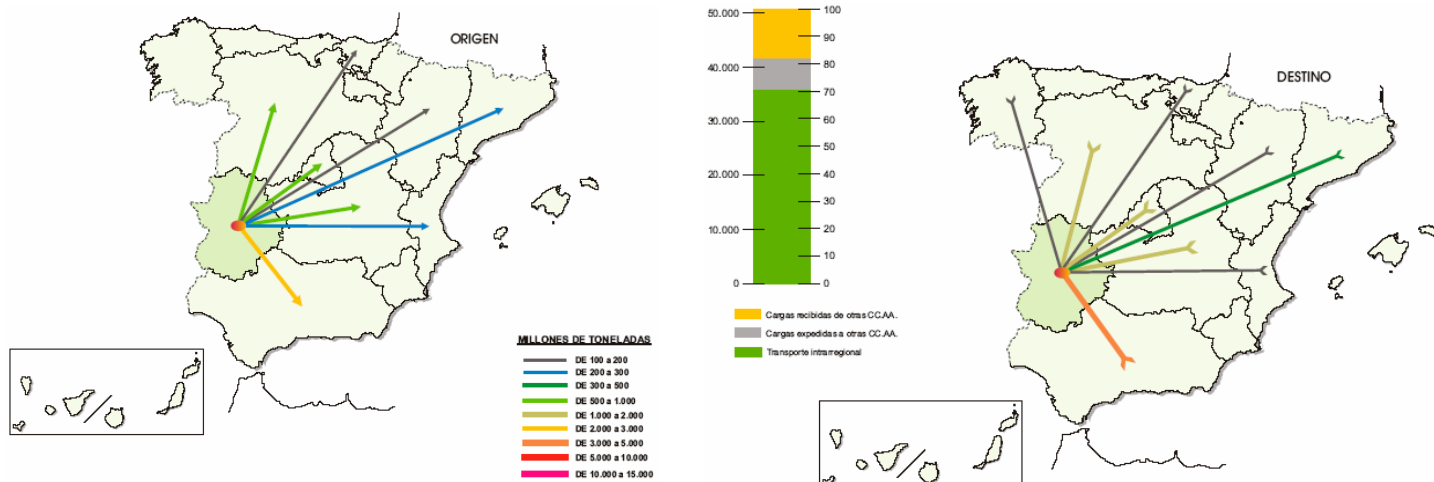 ORIGEN
MILLONES DE TONELADAS
DE 100 a 200
DE 200 a 300
DE 300 a 500
DE 500 a 1.000
DE 1.000 a 2.000
DE 2.000 a 3.000
DE 3.000 a 5.000
DE 5.000 a 10.000
DE 10.000 a 15.000
50.000
40.000
30.000
20.000
10.000
0
100
90
80
70
60
50
40
30
20
10
0
Cargas recibidas de otras CC.AA.
Cargas expedidas a otras CC.AA.
Transporte intrarregional
DESTINO